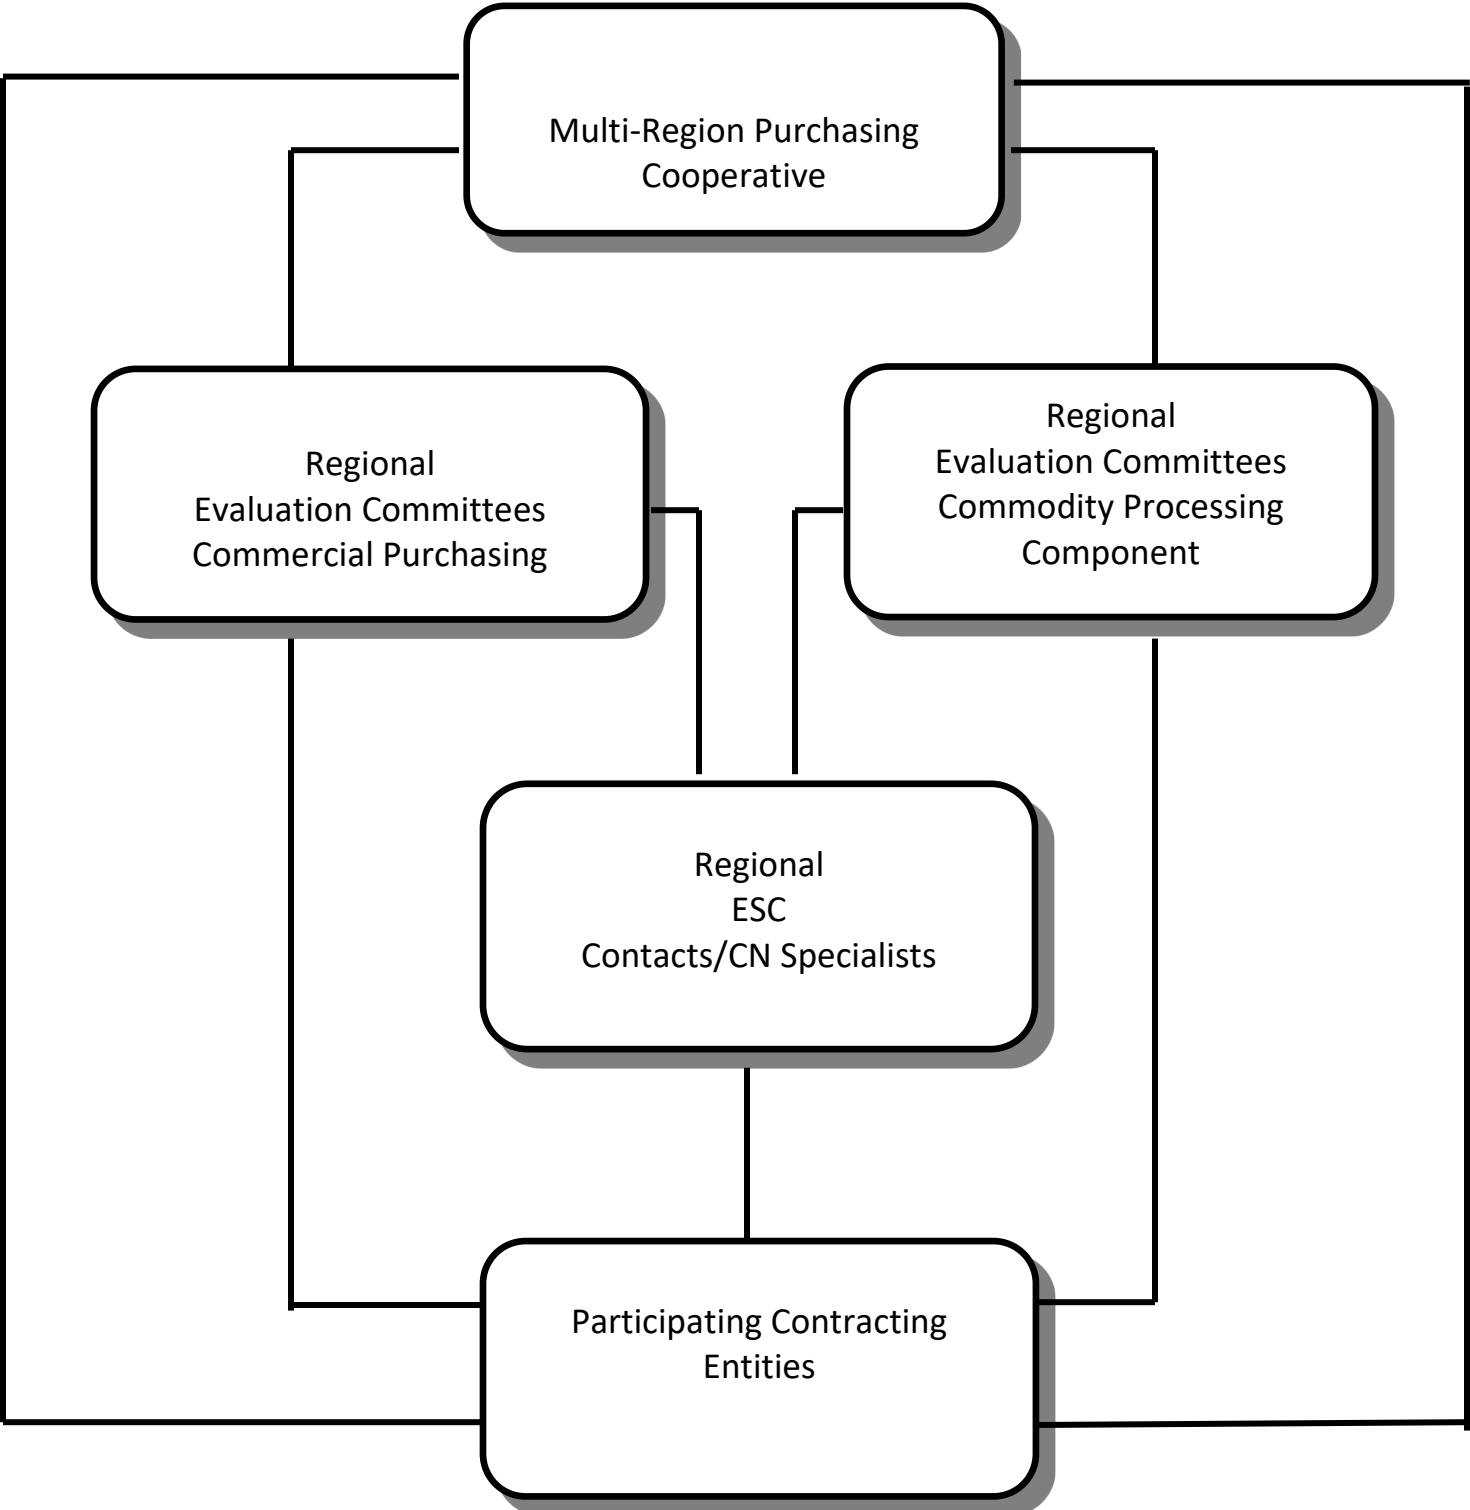 Multi-Region Purchasing
Cooperative
Regional
Evaluation Committees
Commercial Purchasing
Regional
Evaluation Committees
Commodity Processing
Component
Regional
ESC
Contacts/CN Specialists
Participating Contracting
Entities